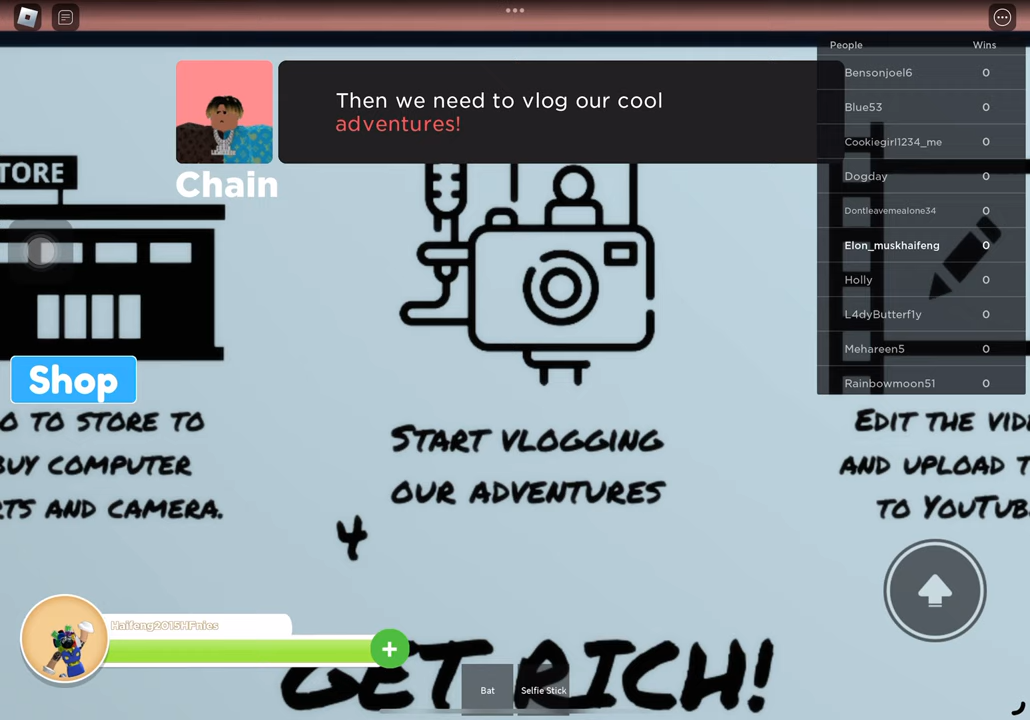 People Wins
Bensonjoel6 0
Blue53 0
Cookiegirl1234_me 0
Dogday 0
Dontleavemealone34 0
Elon_muskhaifeng 0
Holly 0
L4dyButterf1y 0
Mehareen5 0
Rainbowmoon51 0
Then we need to vlog our cool
adventures!
Chain
TORE
Shop
O TO STORE TO
BUY COMPUTER
RTS AND CAMERA.
START VLOGGING
OUR ADVENTURES
EDIT THE VID
AND UPLOAD T
TO YOUTUB
4
Haifeng2015HFnies
GET RICH!
Bat
Selfie Stick